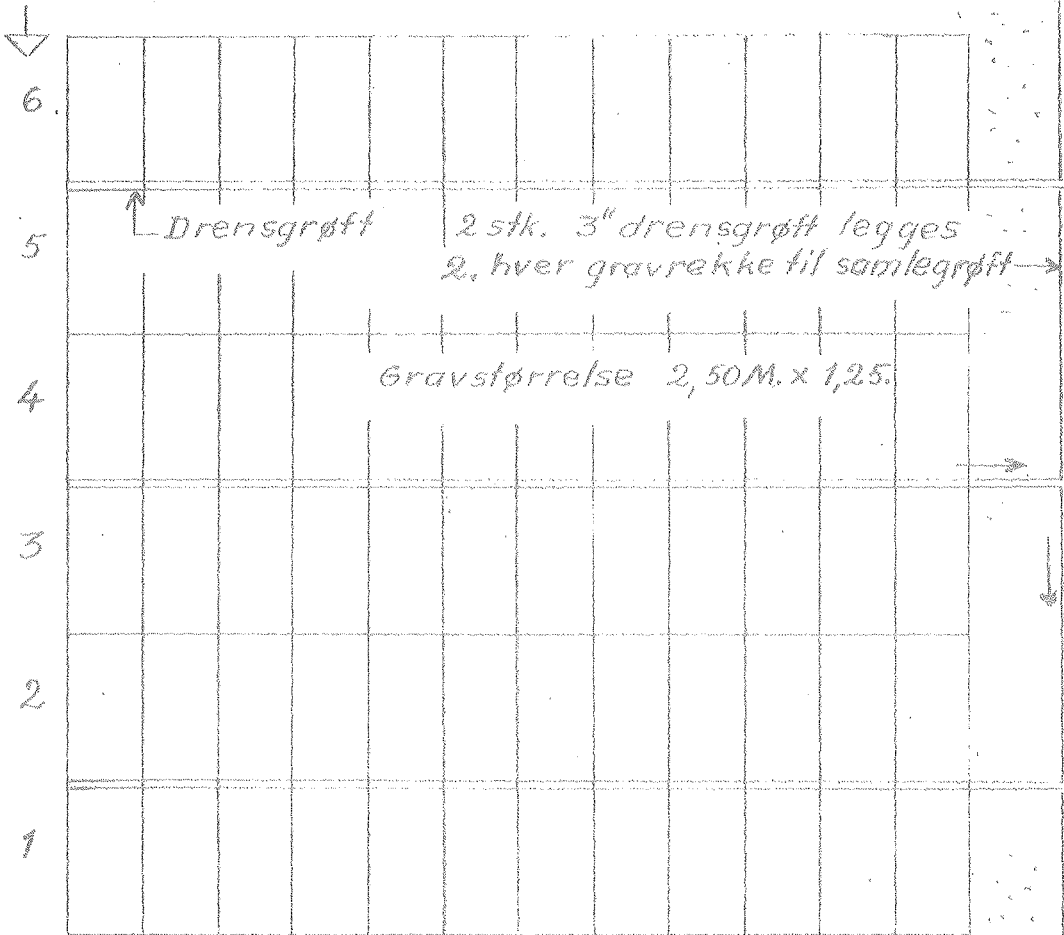 6.
Drensgrøft
2 stk. 3" drensgrøft legges
5
2. hver gravrekke til samlegrøft
Gravstørrelse 2,50M. x 1,25.
4
3
2
1